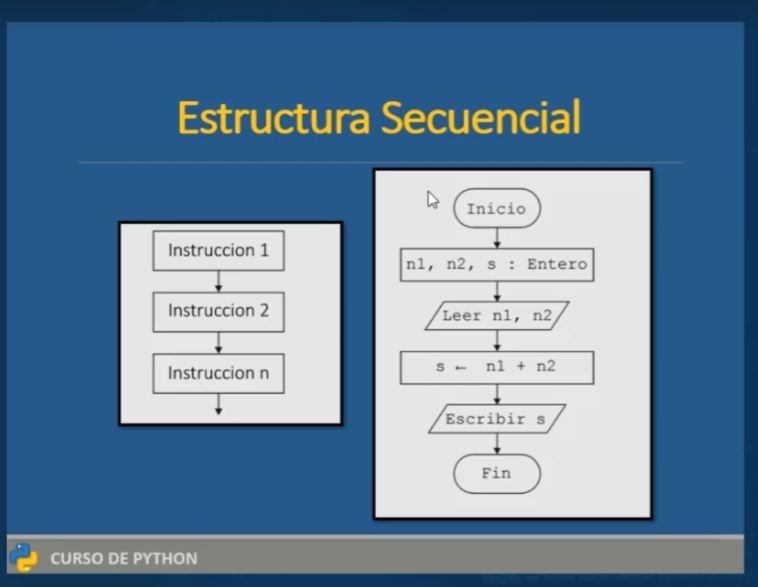 Estructura Secuencial
Instruccion 1
Instruccion 2
Instruccion n
Inicio
n1, n2, s : Entero
Leer n1, n2
s ← n1 + n2
Escribir s
Fin
CURSO DE PYTHON